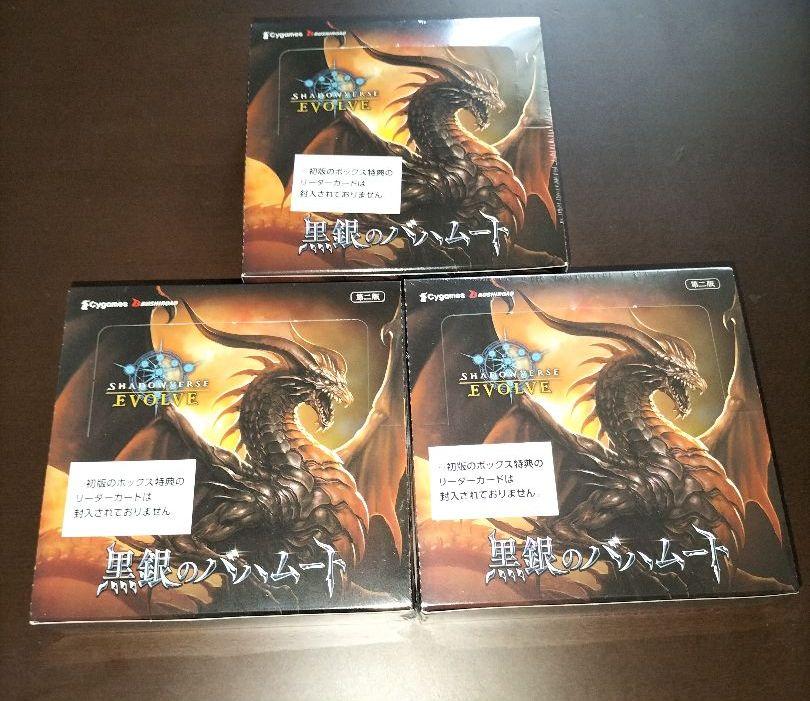 Cygames BUSHIROAD
SHADOWVERSE
EVOLVE
初版のボックス特典の
リーダーカードは
封入されておりません
黒銀のバハムート
Cygames BUSHIROAD
第二版
SHADOWVERSE
EVOLVE
初版のボックス特典の
リーダーカードは
封入されておりません
黒銀のバハムート
Cygames BUSHIROAD
第二版
SHADOWVERSE
EVOLVE
初版のボックス特典の
リーダーカードは
封入されておりません
黒銀のバハムート